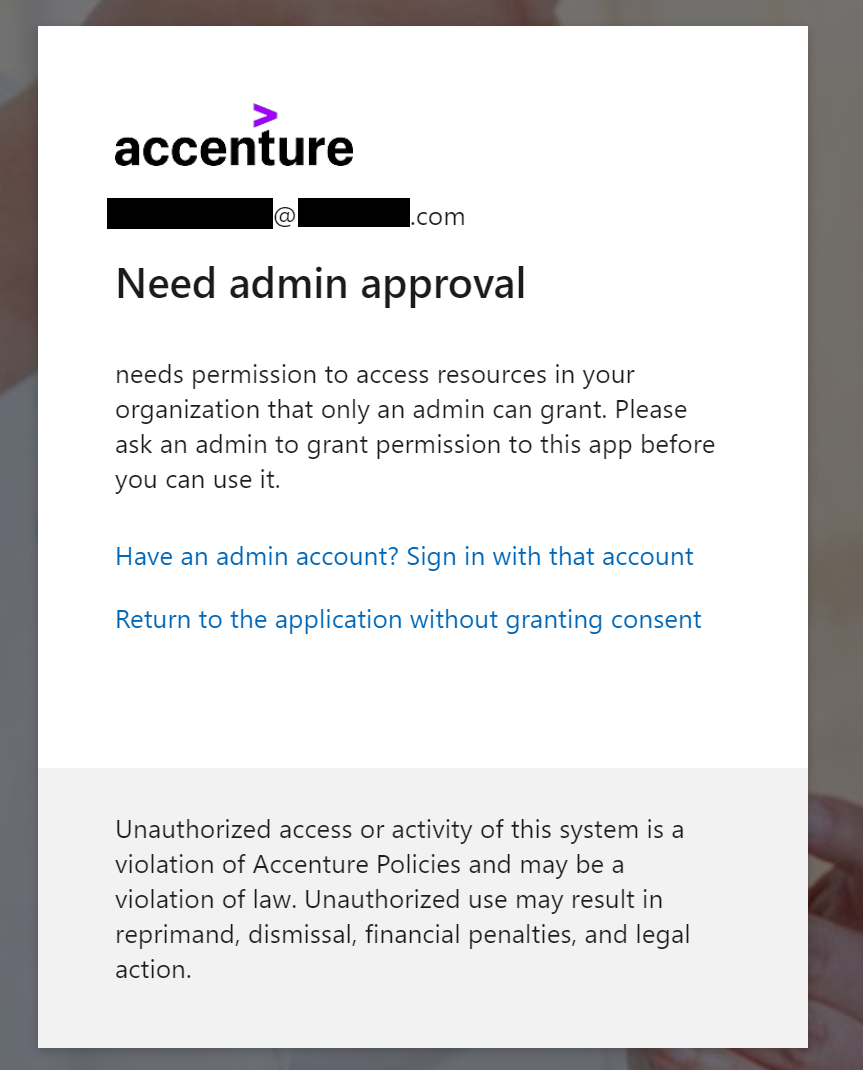 accenture
@ .com
Need admin approval
needs permission to access resources in your
organization that only an admin can grant. Please
ask an admin to grant permission to this app before
you can use it.
Have an admin account? Sign in with that account
Return to the application without granting consent
Unauthorized access or activity of this system is a
violation of Accenture Policies and may be a
violation of law. Unauthorized use may result in
reprimand, dismissal, financial penalties, and legal
action.